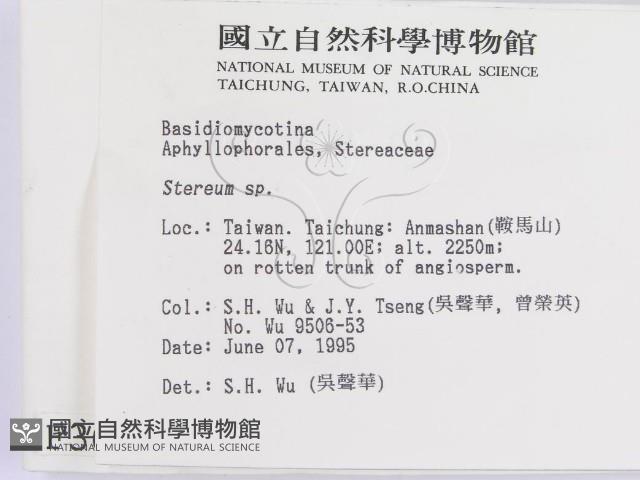 國立自然科學博物館
NATIONAL MUSEUM OF NATURAL SCIENCE
TAICHUNG, TAIWAN, R.O.CHINA
Basidiomycotina
Aphyllophorales, Stereaceae
Stereum sp.
Loc.: Taiwan. Taichung: Anmashan(鞍馬山)
24.16N, 121.00E; alt. 2250m;
on rotten trunk of angiosperm.
Col.: S.H. Wu & J.Y. Tseng(吳聲華, 曾榮英)
No. Wu 9506-53
Date: June 07, 1995
Det.: S.H. Wu (吳聲華)
國立自然科學博物館
NATIONAL MUSEUM OF NATURAL SCIENCE